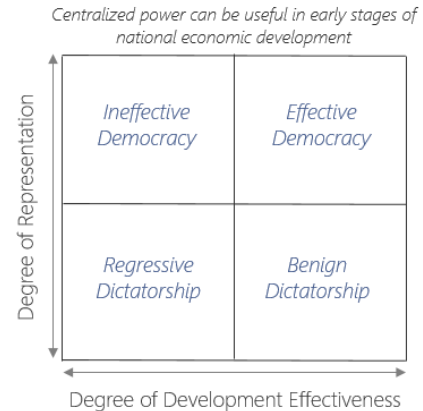 Centralized power can be useful in early stages of
national economic development
Degree of Representation
Ineffective
Democracy
Effective
Democracy
Regressive
Dictatorship
Benign
Dictatorship
Degree of Development Effectiveness